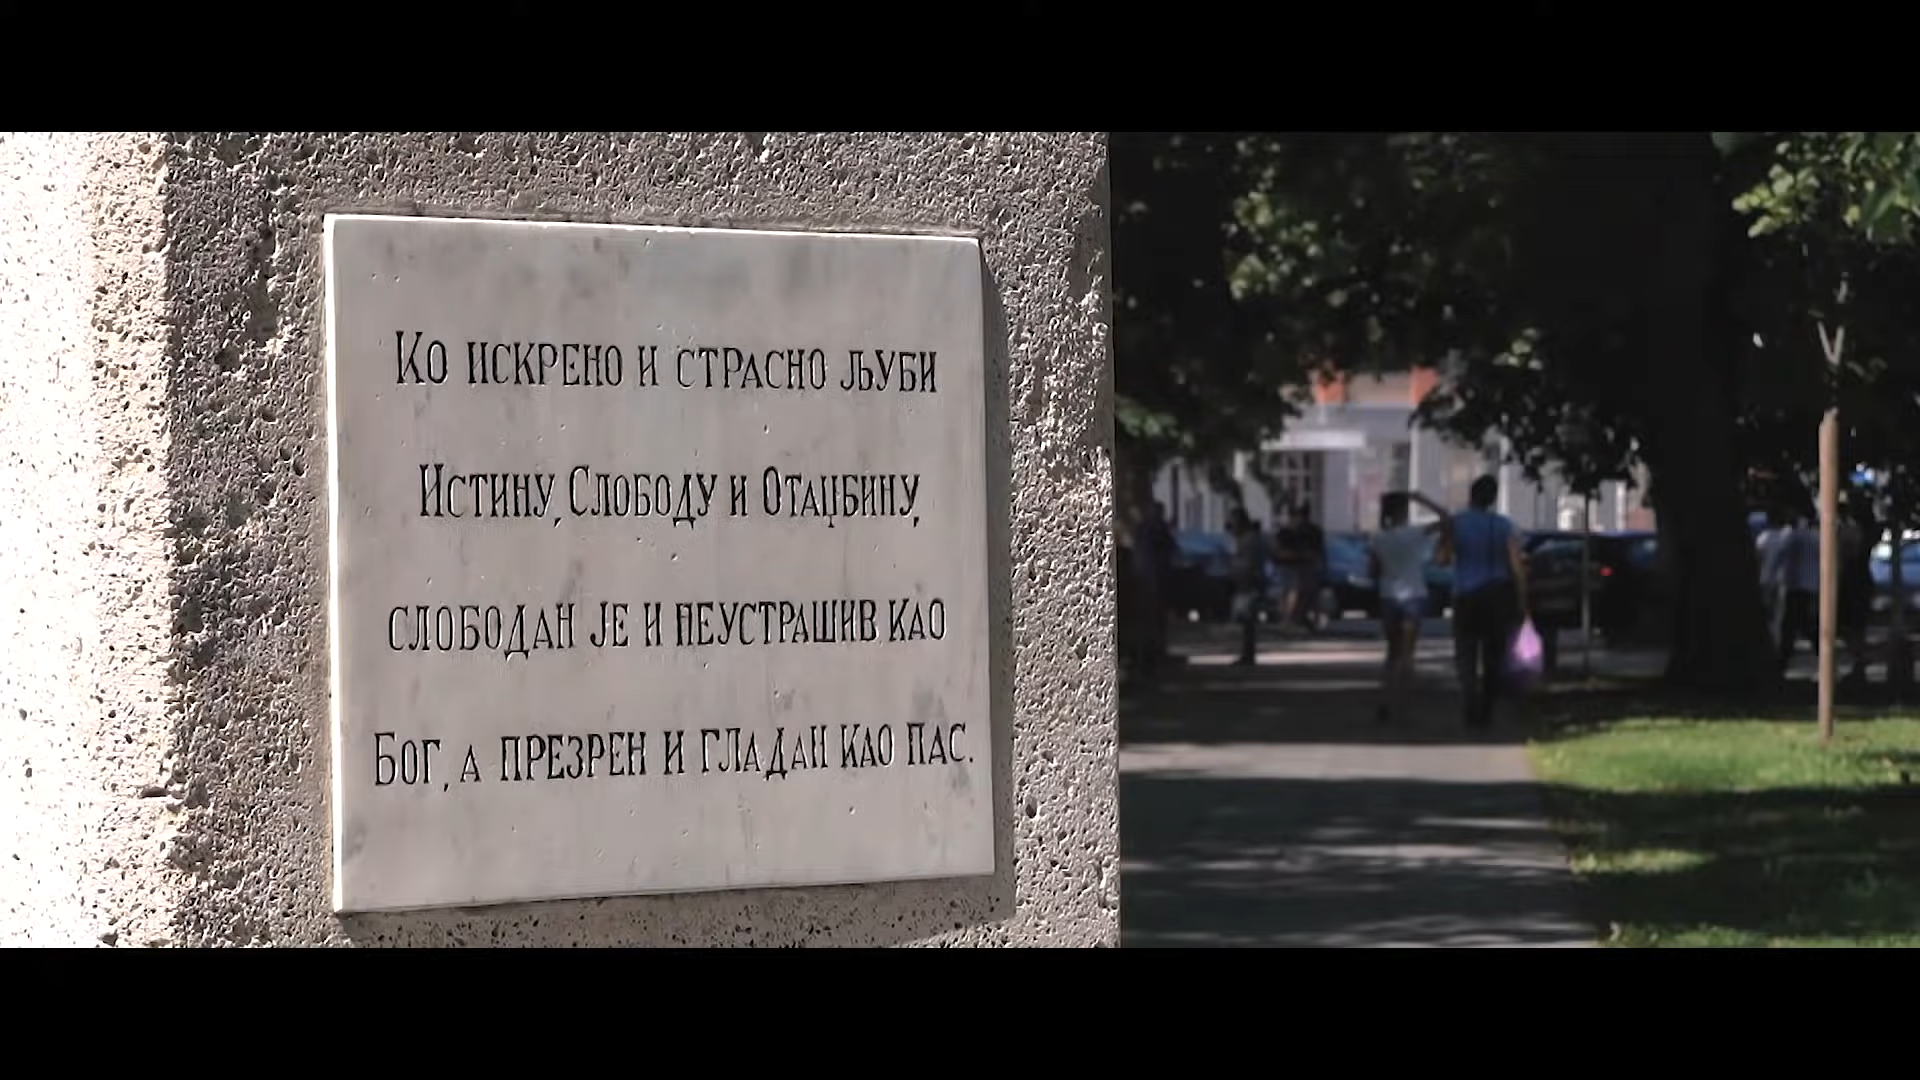 Ко искрено и страсно љуби
Истину, Слободу и Отаџбину,
слободан је и неустрашив као
Бог, а презрен и гладан као пас.